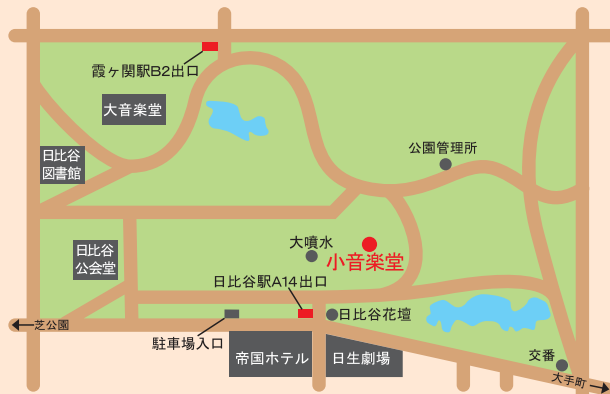 霞ヶ関駅B2出口
大音楽堂
日比谷
図書館
公園管理所
日比谷
公会堂
大噴水
小音楽堂
日比谷駅A14出口
日比谷花壇
芝公園
駐車場入口
帝国ホテル
日生劇場
交番
大手町